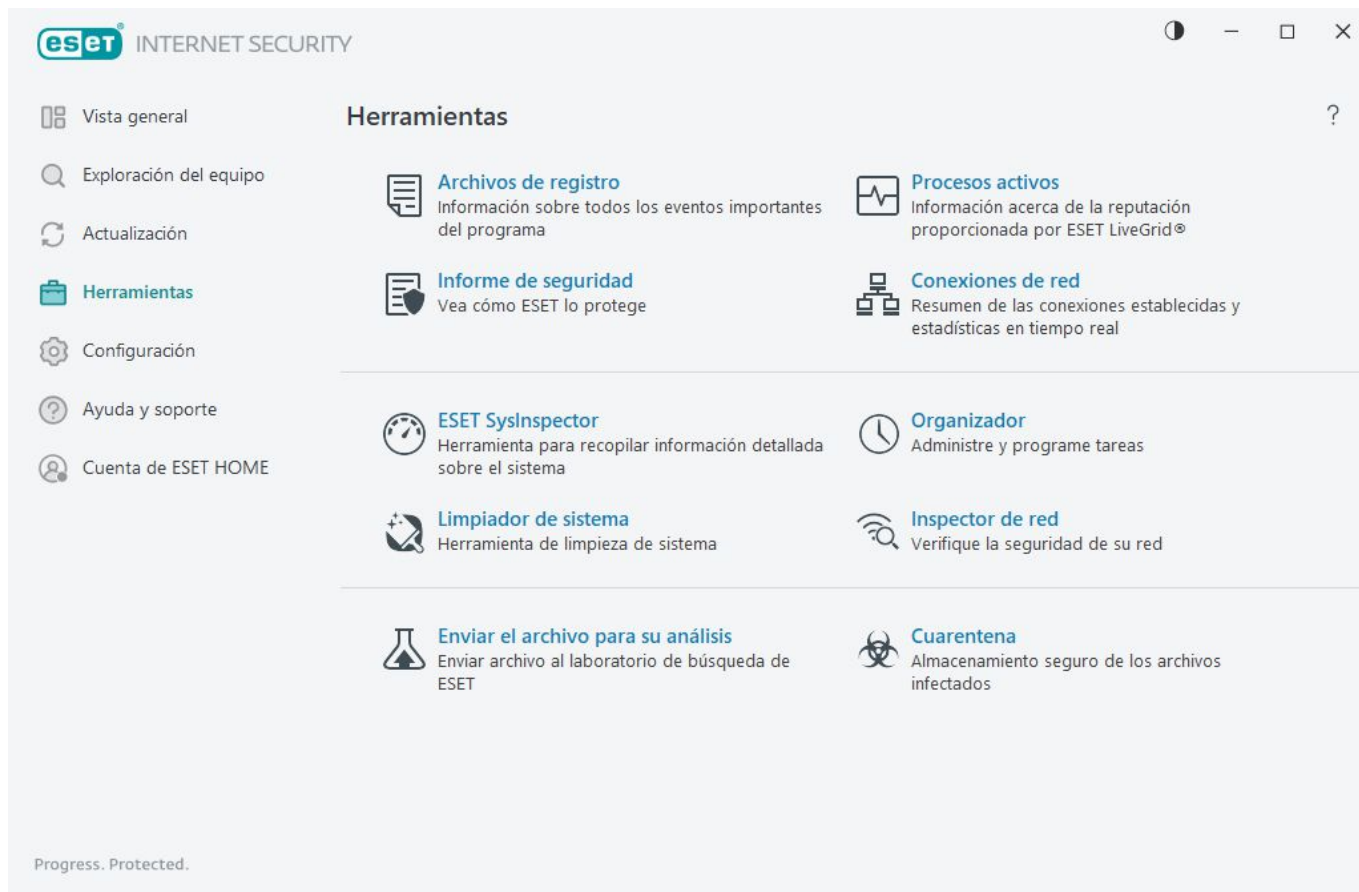 eset® INTERNET SECURITY
Vista general
Exploración del equipo
Actualización
Herramientas
Configuración
Ayuda y soporte
Cuenta de ESET HOME
Herramientas
?
Archivos de registro
Información sobre todos los eventos importantes
del programa
Procesos activos
Información acerca de la reputación
proporcionada por ESET LiveGrid®
Informe de seguridad
Vea cómo ESET lo protege
Conexiones de red
Resumen de las conexiones establecidas y
estadísticas en tiempo real
ESET SysInspector
Herramienta para recopilar información detallada
sobre el sistema
Organizador
Administre y programe tareas
Limpiador de sistema
Herramienta de limpieza de sistema
Inspector de red
Verifique la seguridad de su red
Enviar el archivo para su análisis
Enviar archivo al laboratorio de búsqueda de
ESET
Cuarentena
Almacenamiento seguro de los archivos
infectados
Progress. Protected.